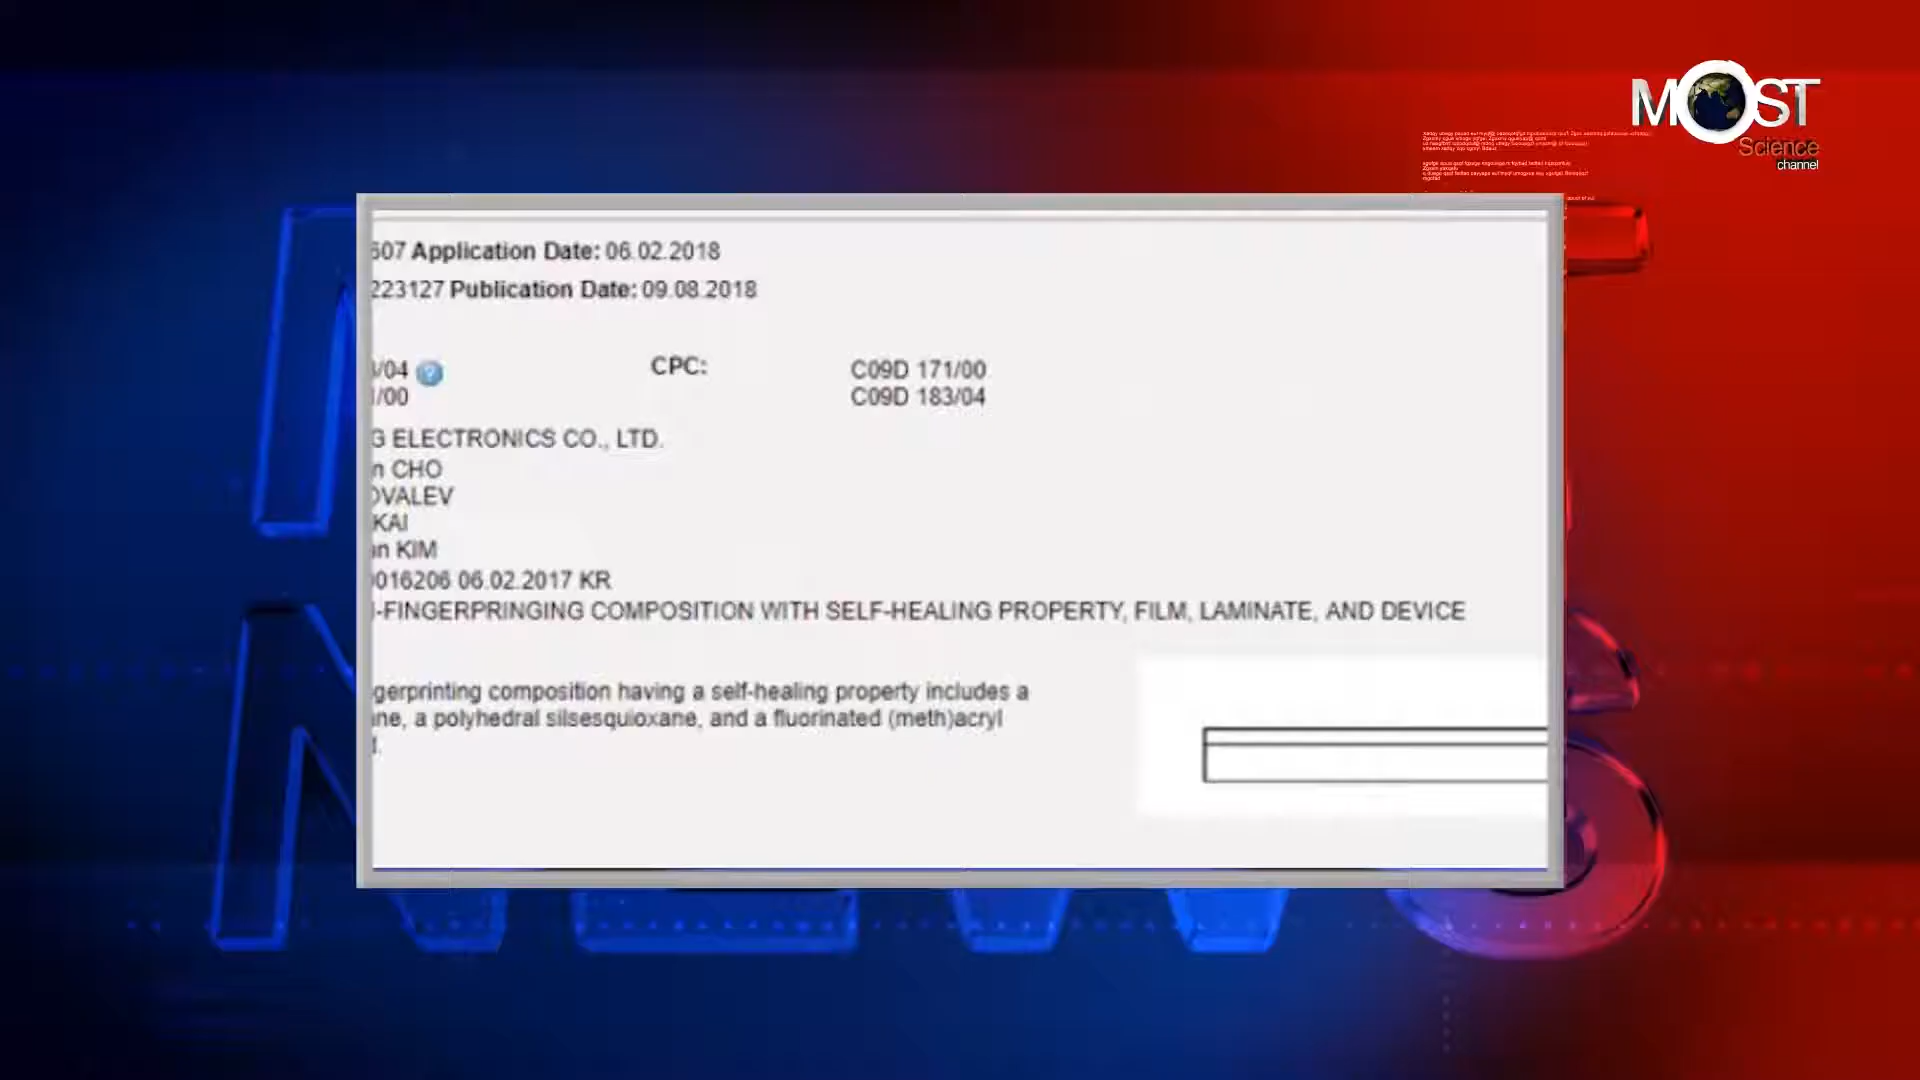 MOST
Science
channel
607 Application Date: 06.02.2018
223127 Publication Date: 09.08.2018
/04
CPC:
C09D 171/00
/00
C09D 183/04
G ELECTRONICS CO., LTD.
n CHO
OVALEV
KAI
an KIM
0016206 06.02.2017 KR
I-FINGERPRINGING COMPOSITION WITH SELF-HEALING PROPERTY, FILM, LAMINATE, AND DEVICE
gerprinting composition having a self-healing property includes a
ne, a polyhedral silsesquioxane, and a fluorinated (meth)acryl